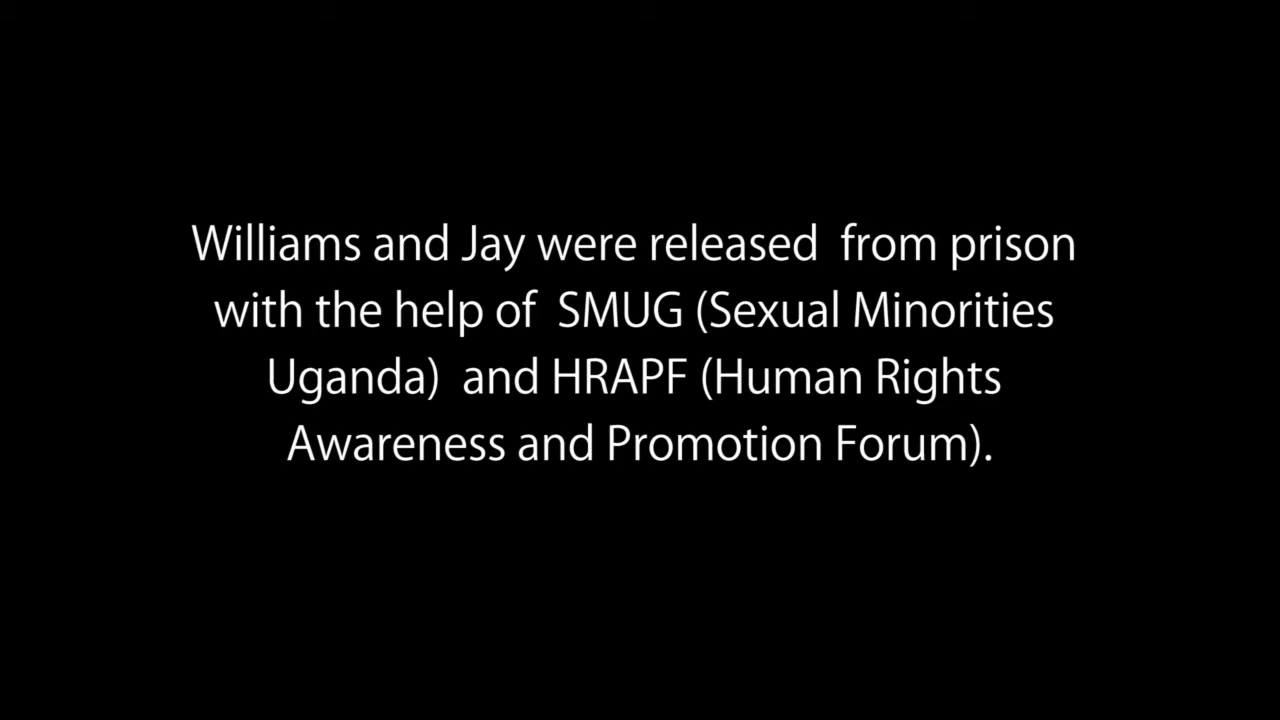 Williams and Jay were released  from prison
with the help of  SMUG (Sexual Minorities
Uganda)  and HRAPF (Human Rights
Awareness and Promotion Forum).